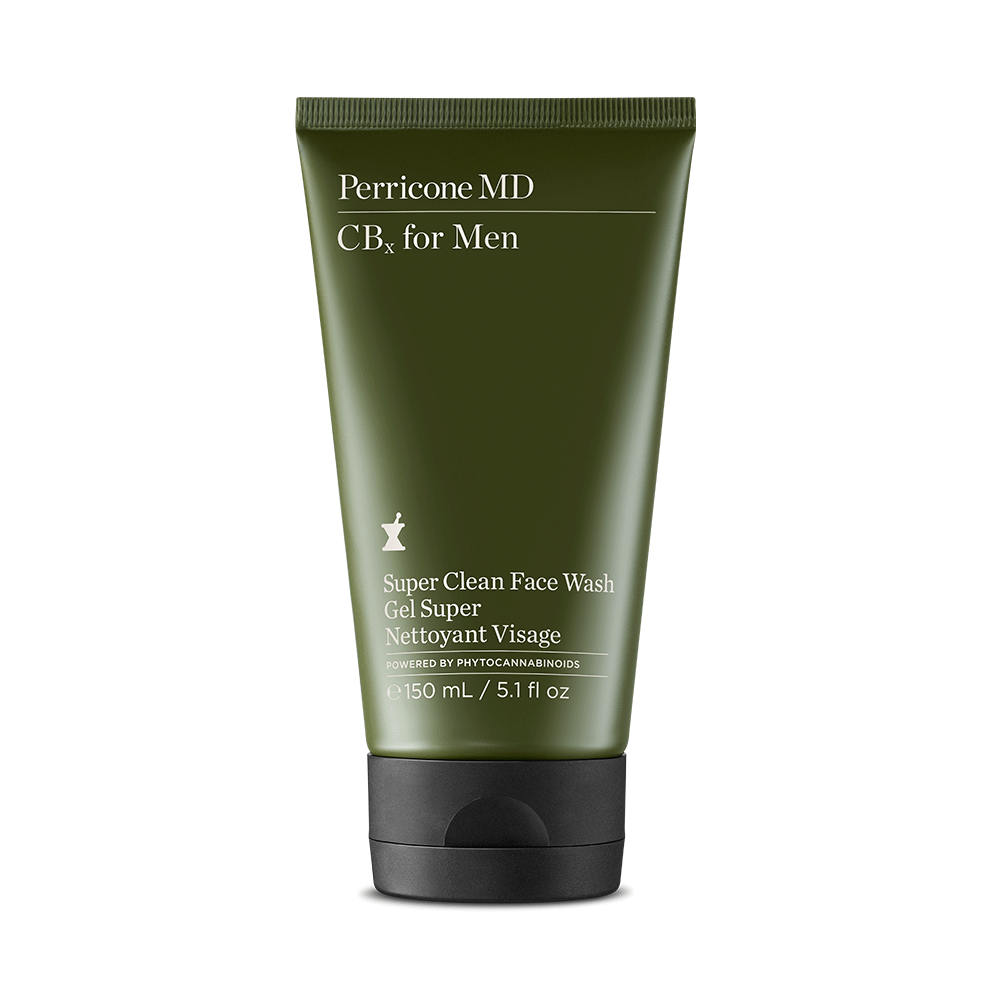 Perricone MD
CBₓ for Men
Super Clean Face Wash
Gel Super
Nettoyant Visage
POWERED BY PHYTOCANNABINOIDS
℮150 mL / 5.1 fl oz